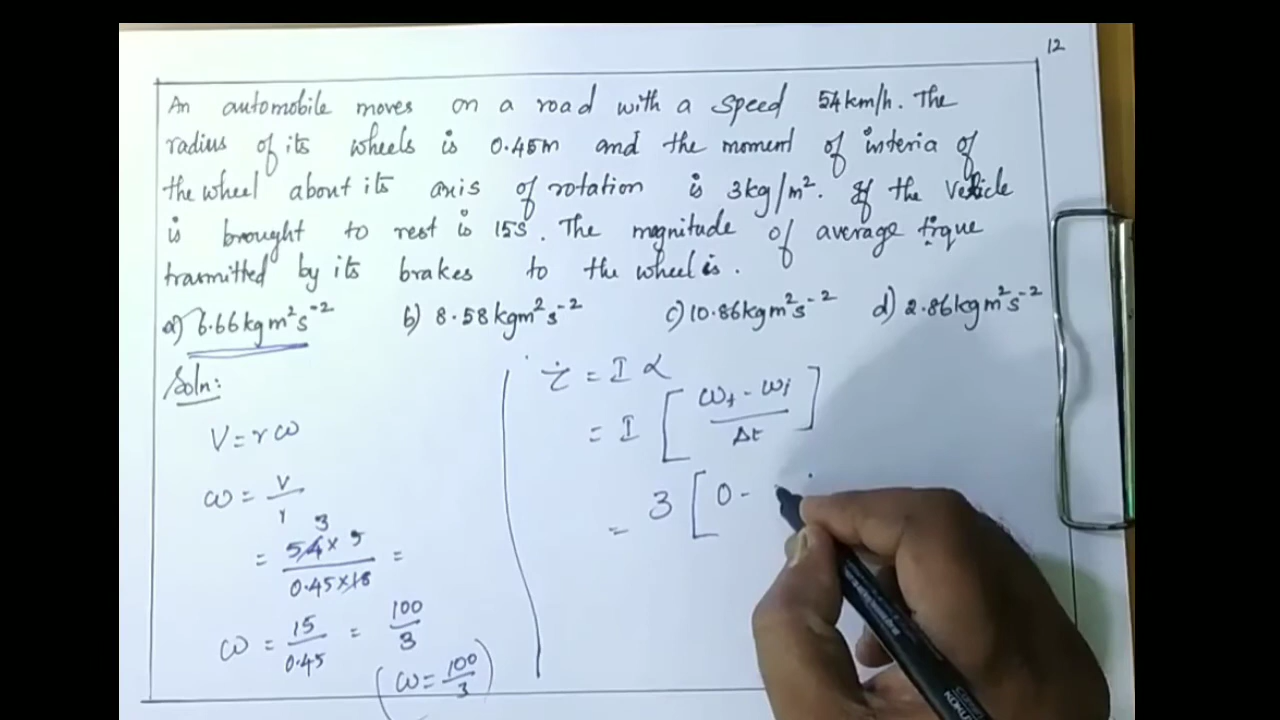 12
An automobile moves on a road with a speed 54km/h. The
radius of its wheels is 0.45m and the moment of interia of
the wheel about its axis of rotation is 3kg/m². If the Vehicle
is brought to rest is 15s. The magnitude of average trque
trasmitted by its brakes to the wheel is.
a) 6.66kgm²s⁻² b) 8.58kgm²s⁻² c) 10.86kgm²s⁻² d) 2.86kgm²s⁻²
Soln:
V = rω
ω = V/r
3
= 54 × 5 / 0.45 × 18 =
ω = 15/0.45 = 100/3
(ω = 100/3)
τ = I α
= I [ωf - ωi / Δt]
= 3 [0 -